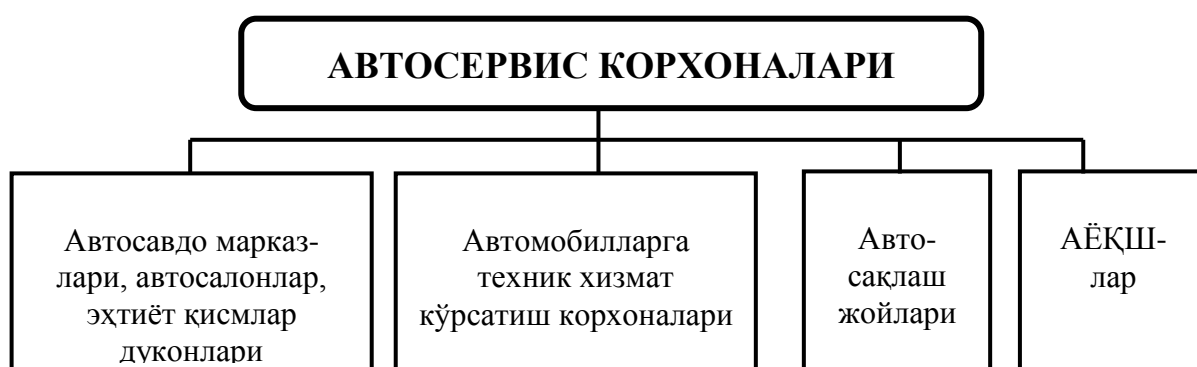 АВТОСЕРВИС КОРХОНАЛАРИ
Автосавдо марказ-
лари, автосалонлар,
эҳтиёт қисмлар
дуконлари
Автомобилларга
техник хизмат
кўрсатиш корхоналари
Авто-
сақлаш
жойлари
АЁҚШ-
лар